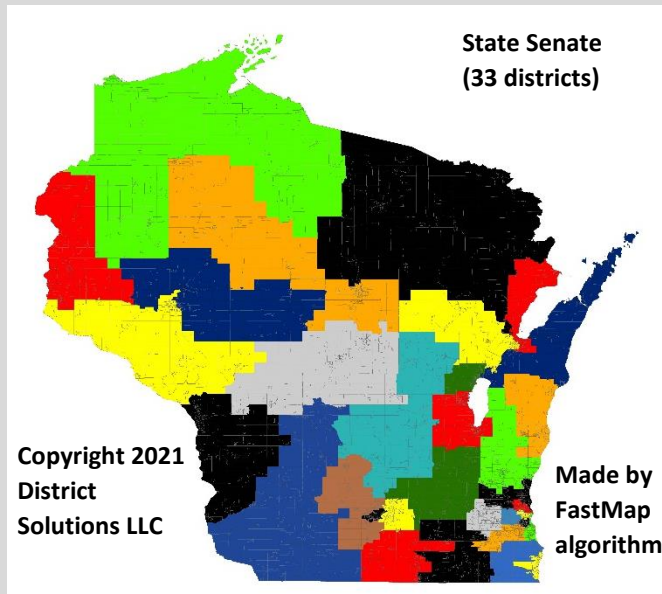 State Senate
(33 districts)
Copyright 2021
District
Solutions LLC
Made by
FastMap
algorithm